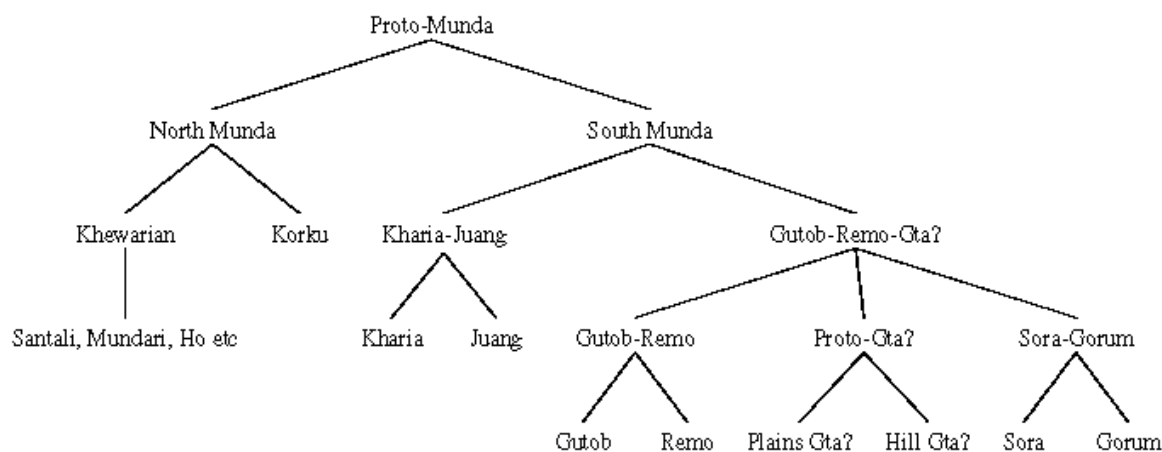 Proto-Munda
North Munda South Munda
Khewarian Korku Kharia-Juang Gutob-Remo-Gta?
Santali, Mundari, Ho etc Kharia Juang Gutob-Remo Proto-Gta? Sora-Gorum
Gutob Remo Plains Gta? Hill Gta? Sora Gorum